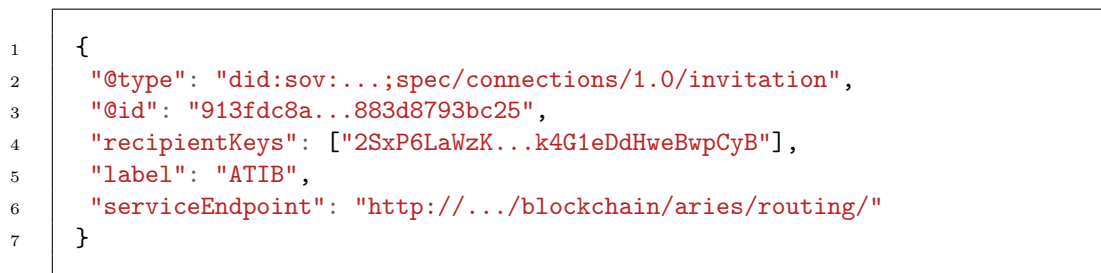 1 {
2 "@type": "did:sov:...;spec/connections/1.0/invitation",
3 "@id": "913fdc8a...883d8793bc25",
4 "recipientKeys": ["2SxP6LaWzK...k4G1eDdHweBwpCyB"],
5 "label": "ATIB",
6 "serviceEndpoint": "http://.../blockchain/aries/routing/"
7 }